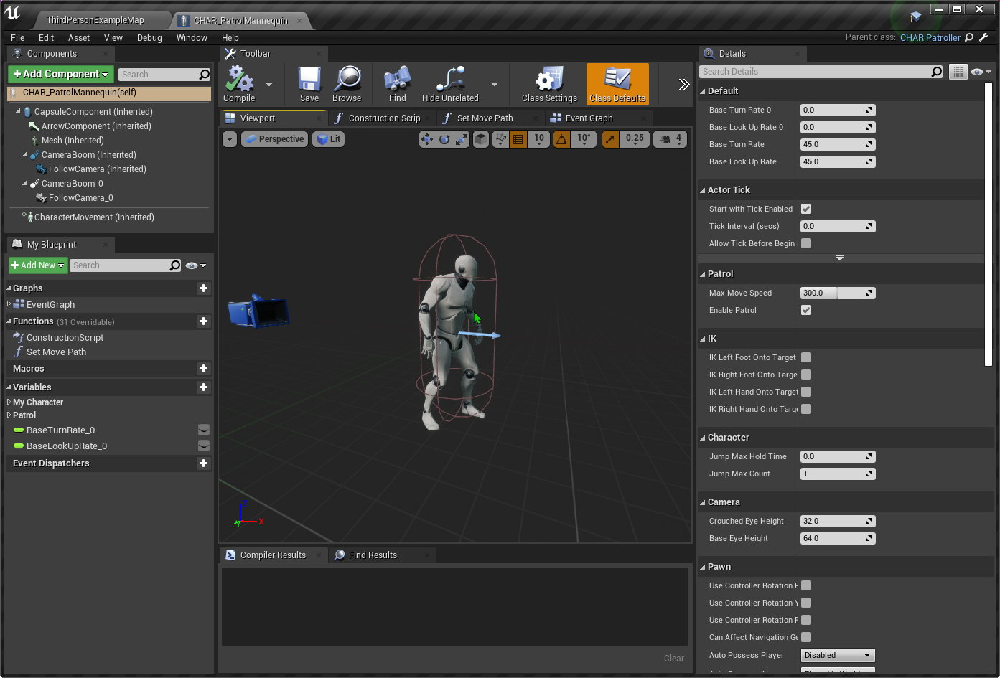 ThirdPersonExampleMap
CHAR_PatrolMannequin
File Edit Asset View Debug Window Help
Parent class: CHAR Patroller
Components
Add Component
Search
CHAR_PatrolMannequin(self)
CapsuleComponent (Inherited)
ArrowComponent (Inherited)
Mesh (Inherited)
CameraBoom (Inherited)
FollowCamera (Inherited)
CameraBoom_0
FollowCamera_0
CharacterMovement (Inherited)
My Blueprint
Add New
Search
Graphs
EventGraph
Functions (31 Overridable)
ConstructionScript
Set Move Path
Macros
Variables
My Character
Patrol
BaseTurnRate_0
BaseLookUpRate_0
Event Dispatchers
Toolbar
Compile
Save
Browse
Find
Hide Unrelated
Class Settings
Class Defaults
Viewport
Construction Scrip
Set Move Path
Event Graph
Perspective
Lit
10
10°
0.25
4
Z
X
Y
Compiler Results
Find Results
Clear
Details
Search Details
Default
Base Turn Rate 0 0.0
Base Look Up Rate 0 0.0
Base Turn Rate 45.0
Base Look Up Rate 45.0
Actor Tick
Start with Tick Enabled
Tick Interval (secs) 0.0
Allow Tick Before Begin
Patrol
Max Move Speed 300.0
Enable Patrol
IK
IK Left Foot Onto Target
IK Right Foot Onto Targe
IK Left Hand Onto Target
IK Right Hand Onto Targe
Character
Jump Max Hold Time 0.0
Jump Max Count 1
Camera
Crouched Eye Height 32.0
Base Eye Height 64.0
Pawn
Use Controller Rotation P
Use Controller Rotation Y
Use Controller Rotation R
Can Affect Navigation Ge
Auto Possess Player Disabled